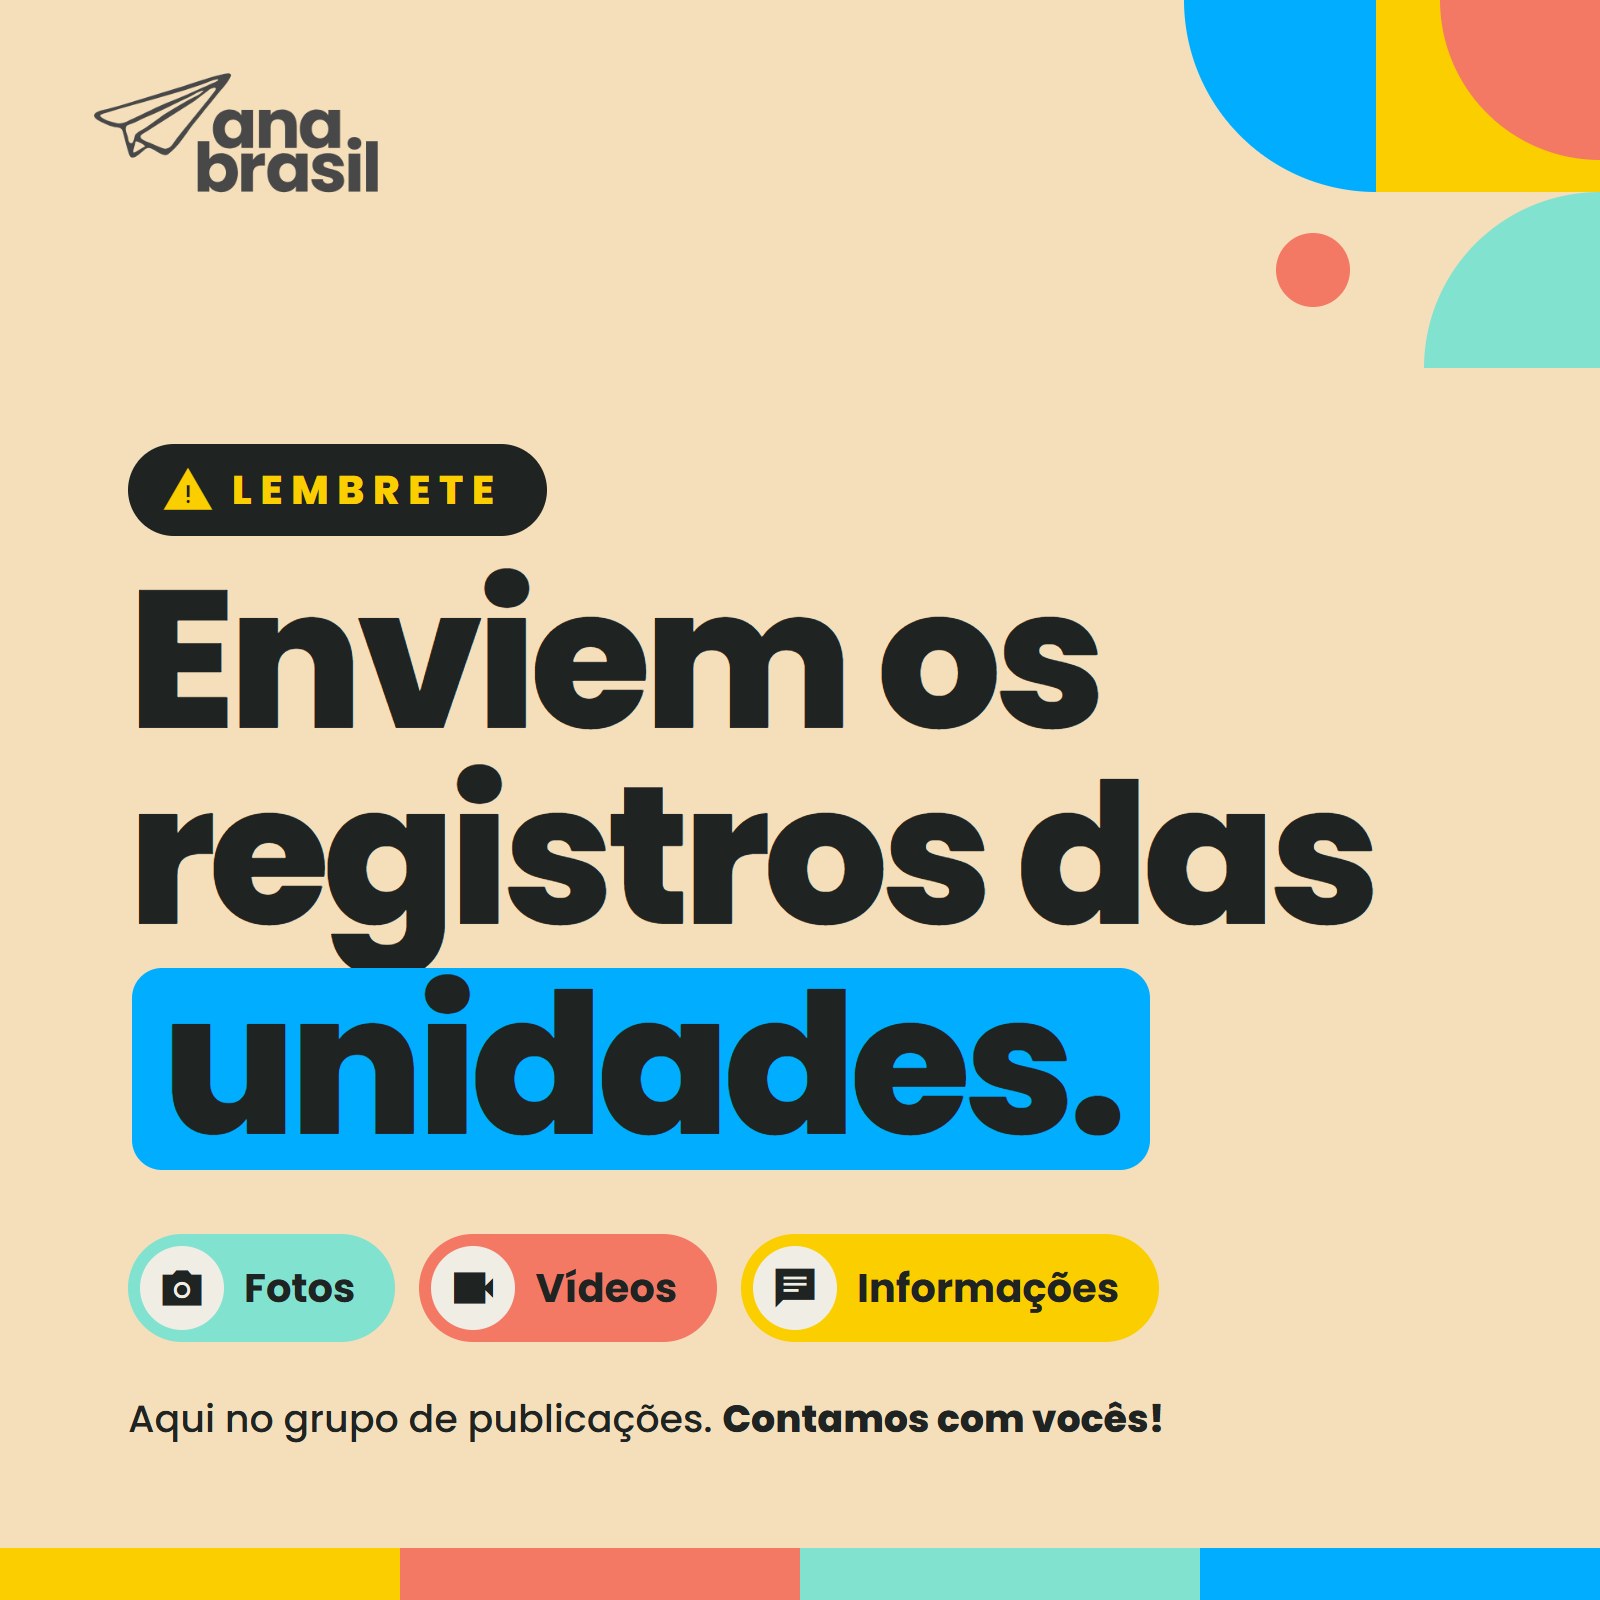 ana
brasil
LEMBRETE
Enviem os
registros das
unidades.
Fotos
Vídeos
Informações
Aqui no grupo de publicações. Contamos com vocês!